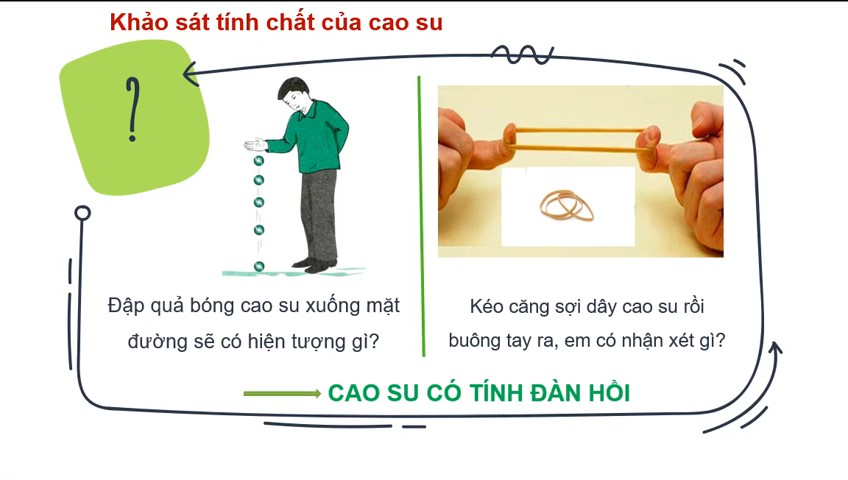 Khảo sát tính chất của cao su
?
Đập quả bóng cao su xuống mặt
đường sẽ có hiện tượng gì?
Kéo căng sợi dây cao su rồi
buông tay ra, em có nhận xét gì?
CAO SU CÓ TÍNH ĐÀN HỒI